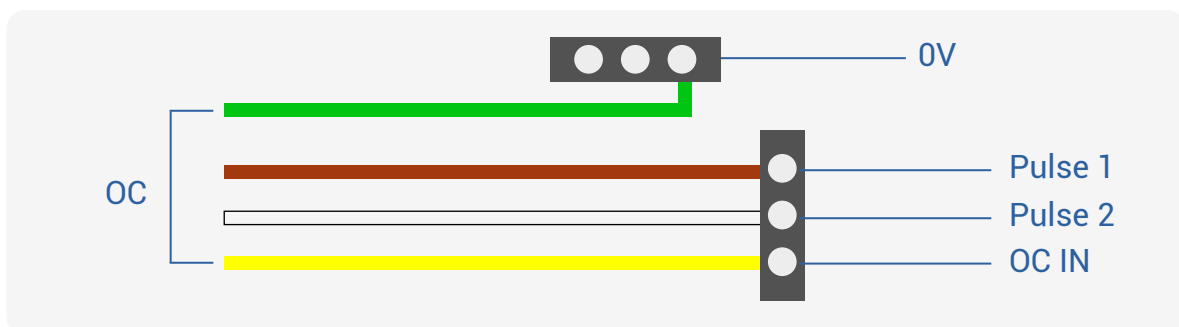 0V
OC
Pulse 1
Pulse 2
OC IN